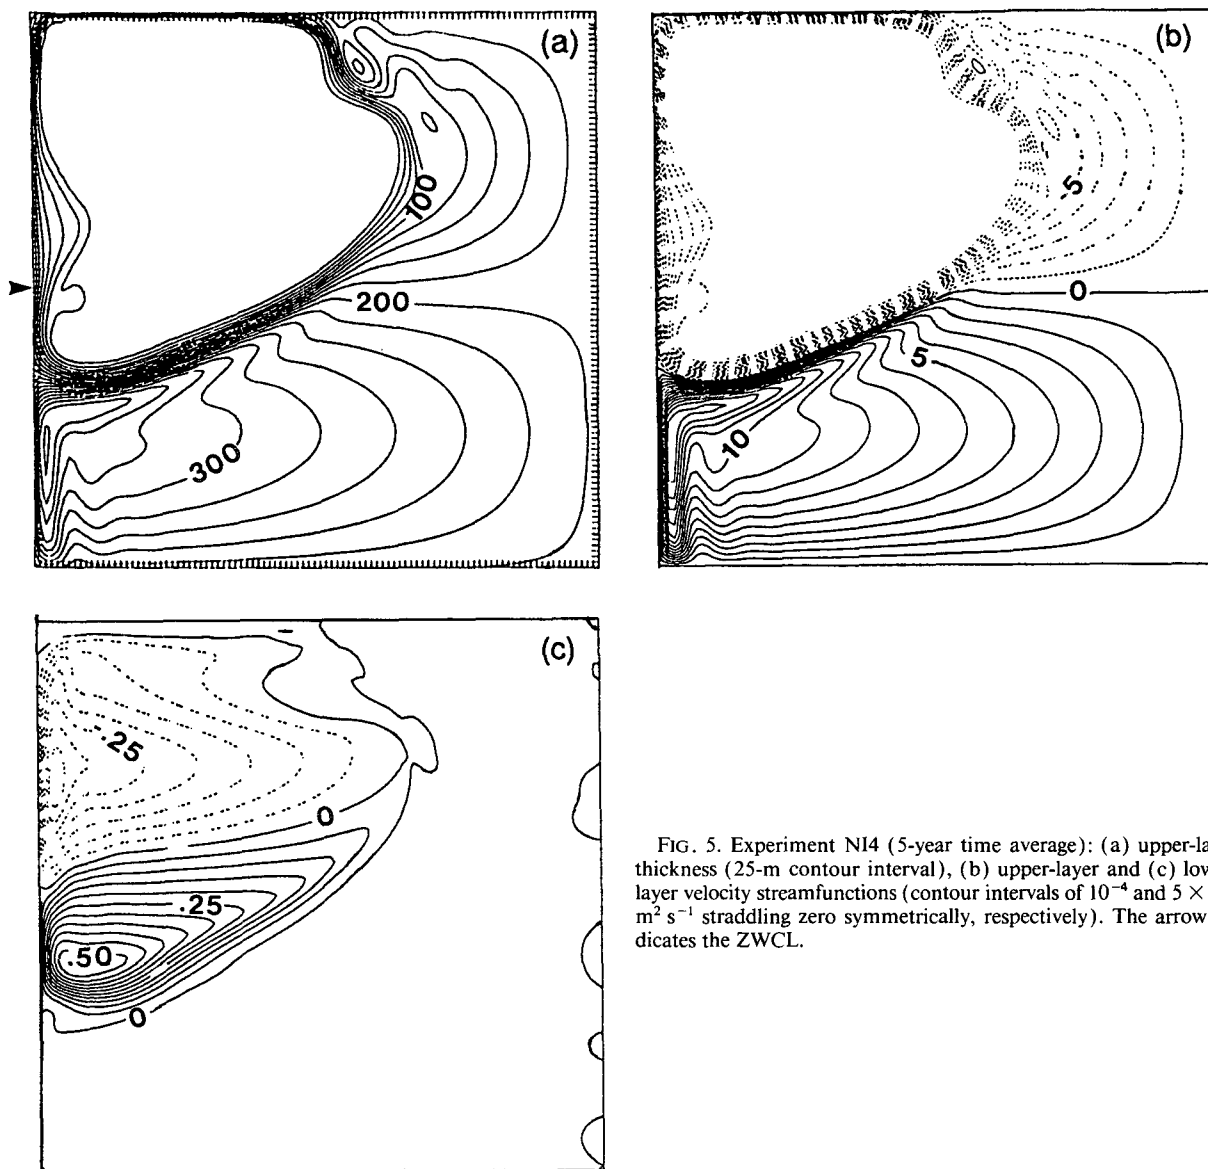 (a)
100
200
300
(b)
-5
0
5
10
(c)
-.25
0
.25
.50
0
FIG. 5. Experiment NI4 (5-year time average): (a) upper-la
thickness (25-m contour interval), (b) upper-layer and (c) low
layer velocity streamfunctions (contour intervals of 10⁻⁴ and 5 ×
m² s⁻¹ straddling zero symmetrically, respectively). The arrow
dicates the ZWCL.